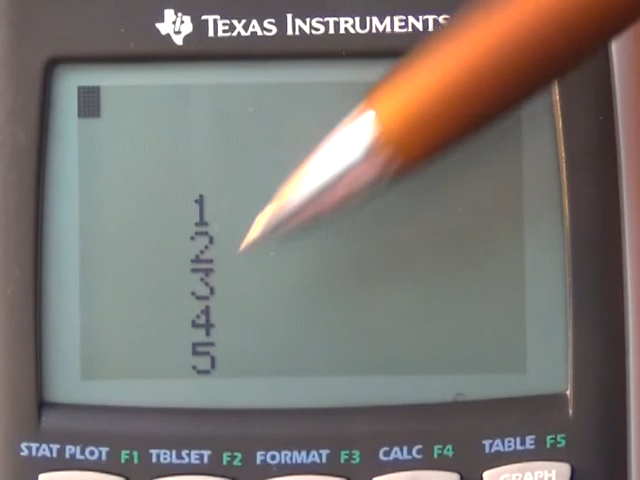 TEXAS INSTRUMENTS
1
2
3
4
5
STAT PLOT F1 TBLSET F2 FORMAT F3 CALC F4 TABLE F5
GRAPH